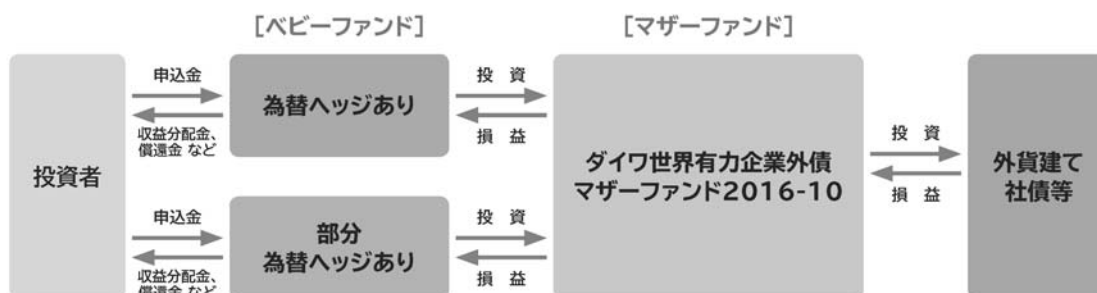 [ベビーファンド]
[マザーファンド]
投資者
申込金
収益分配金、
償還金 など
為替ヘッジあり
投 資
損 益
申込金
収益分配金、
償還金 など
部分
為替ヘッジあり
投 資
損 益
ダイワ世界有力企業外債
マザーファンド2016-10
投 資
損 益
外貨建て
社債等